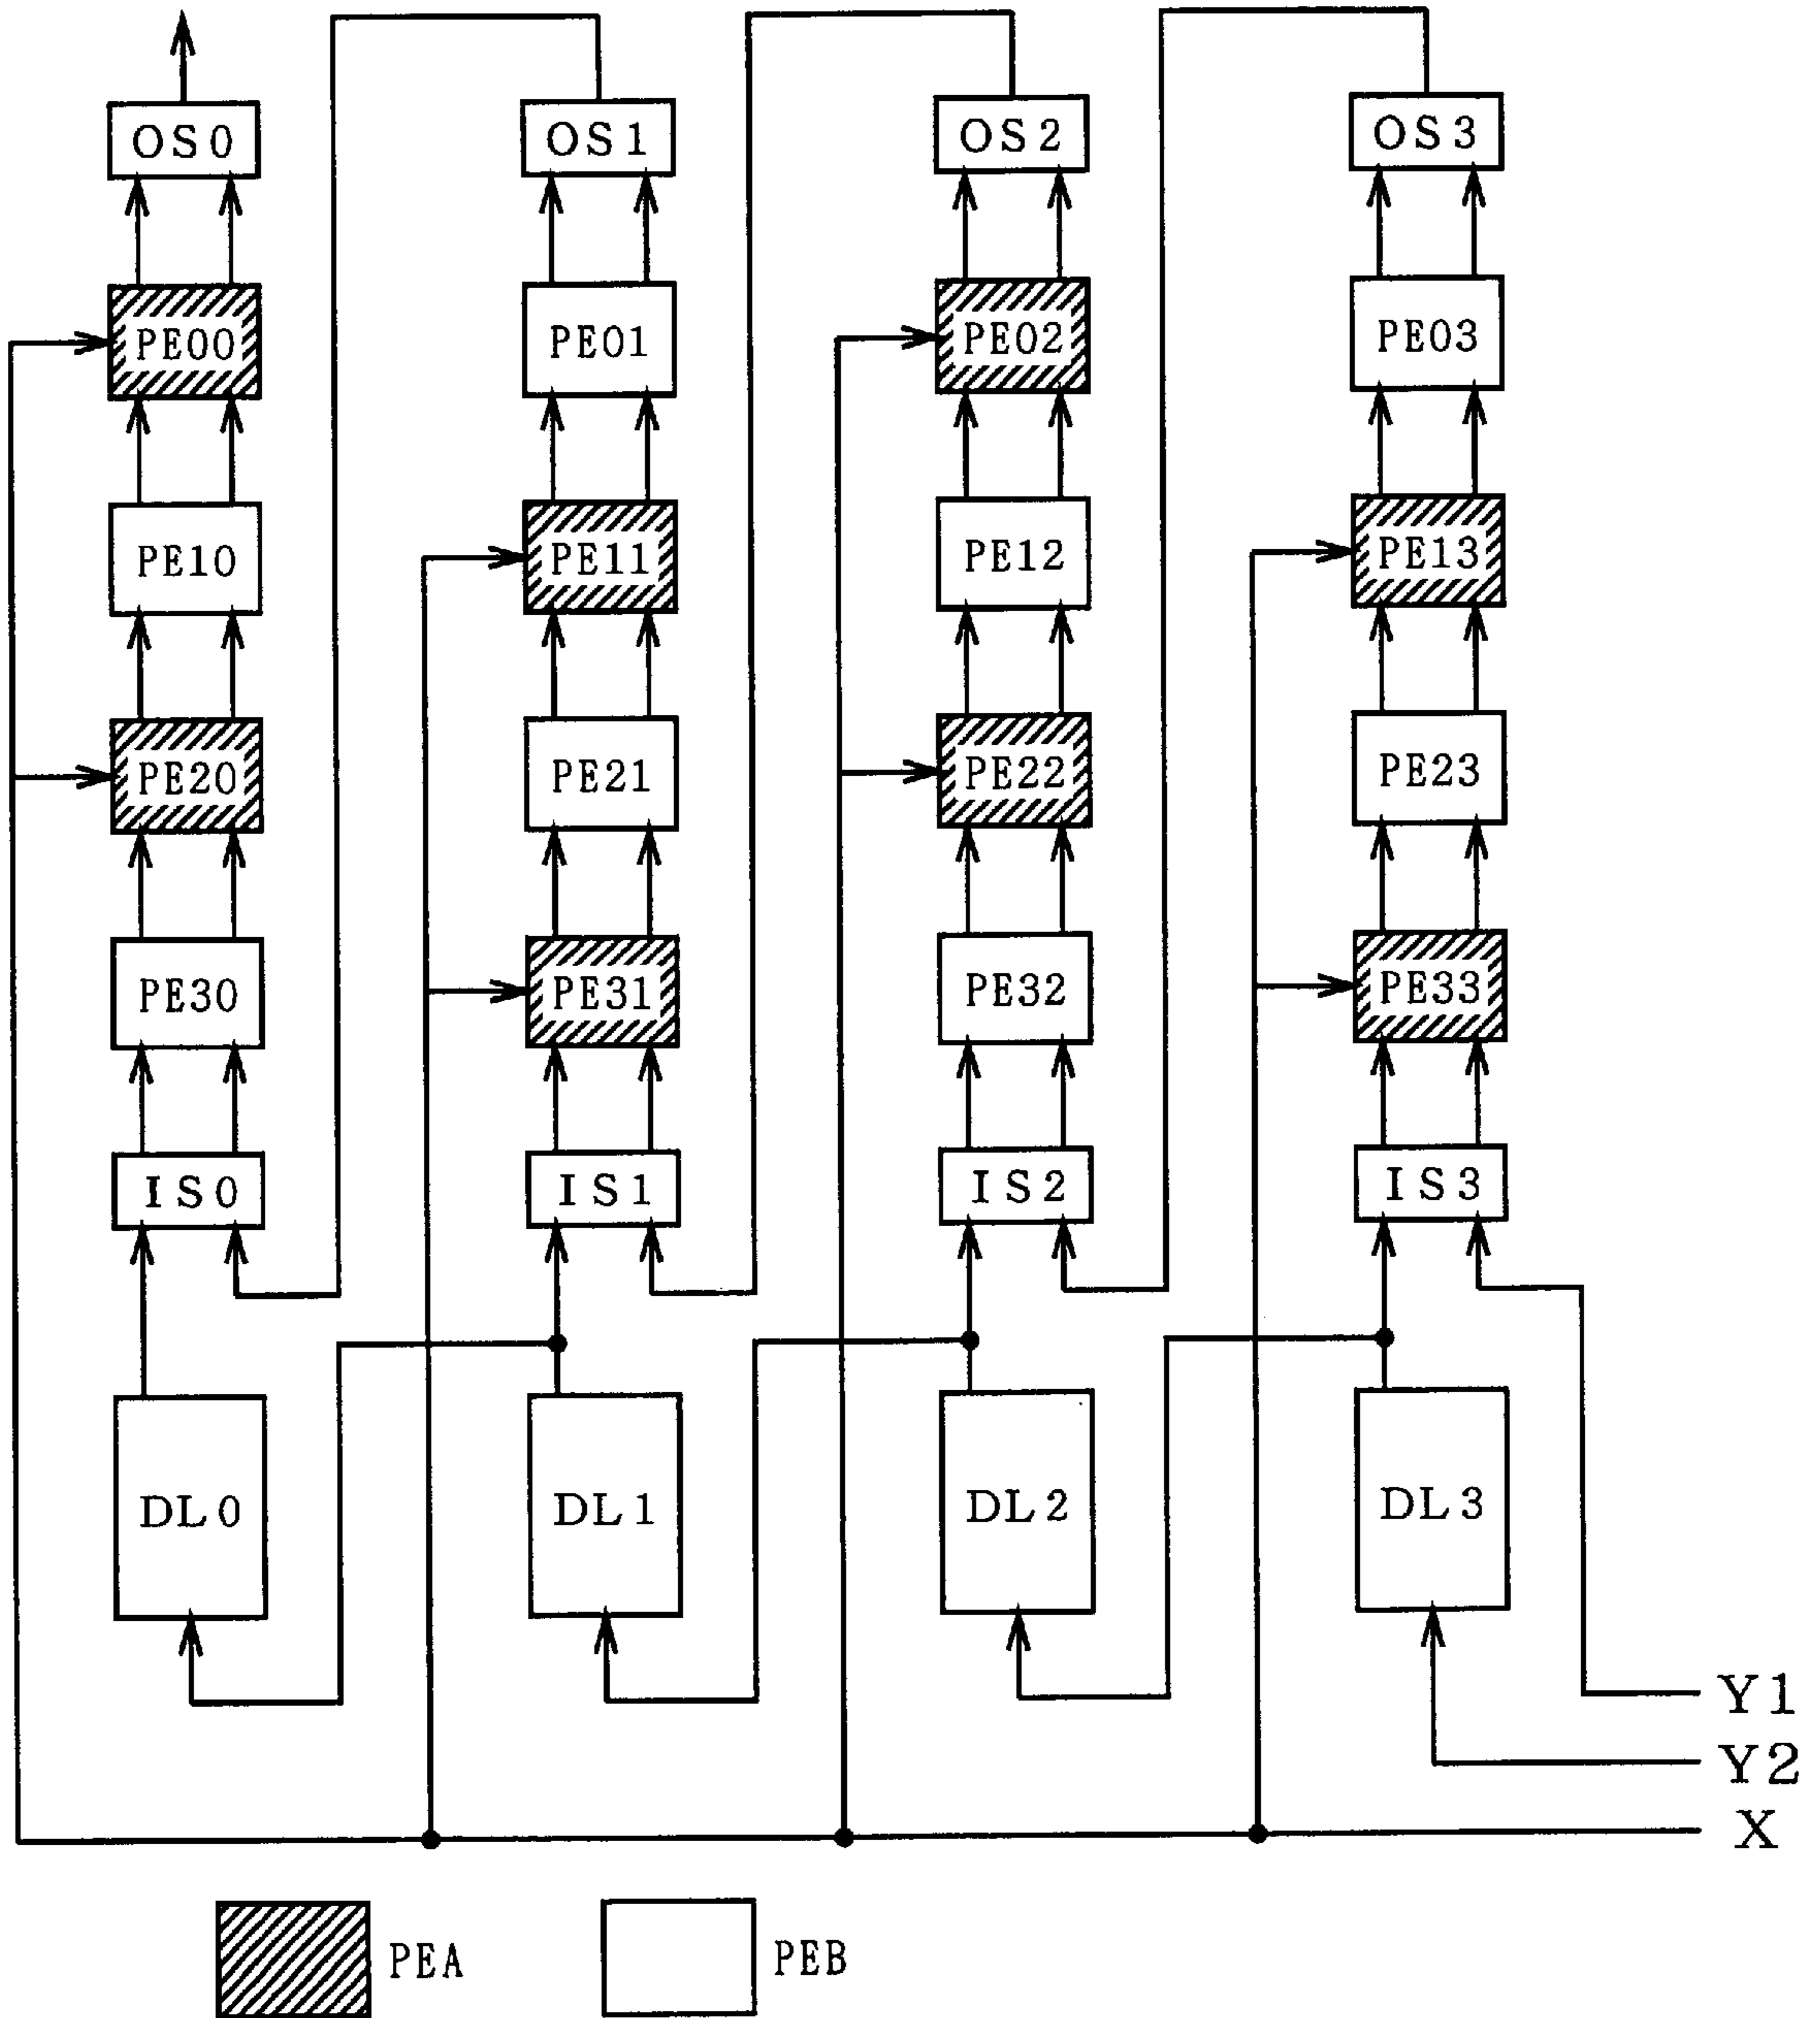 OS0 OS1 OS2 OS3
PE00 PE01 PE02 PE03
PE10 PE11 PE12 PE13
PE20 PE21 PE22 PE23
PE30 PE31 PE32 PE33
IS0 IS1 IS2 IS3
DL0 DL1 DL2 DL3
Y1
Y2
X
PEA PEB